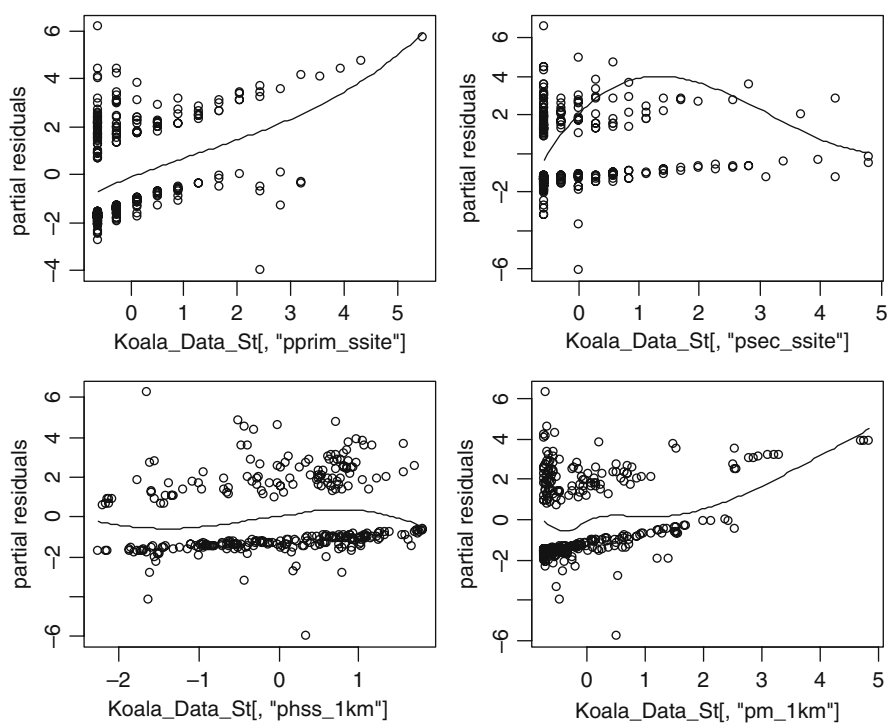 6
4
2
0
−2
−4
partial residuals
0 1 2 3 4 5
Koala_Data_St[, "pprim_ssite"]
6
2
−2
−6
partial residuals
0 1 2 3 4 5
Koala_Data_St[, "psec_ssite"]
6
4
2
0
−2
−6
partial residuals
−2 −1 0 1
Koala_Data_St[, "phss_1km"]
6
4
2
0
−2
−6
partial residuals
0 1 2 3 4 5
Koala_Data_St[, "pm_1km"]